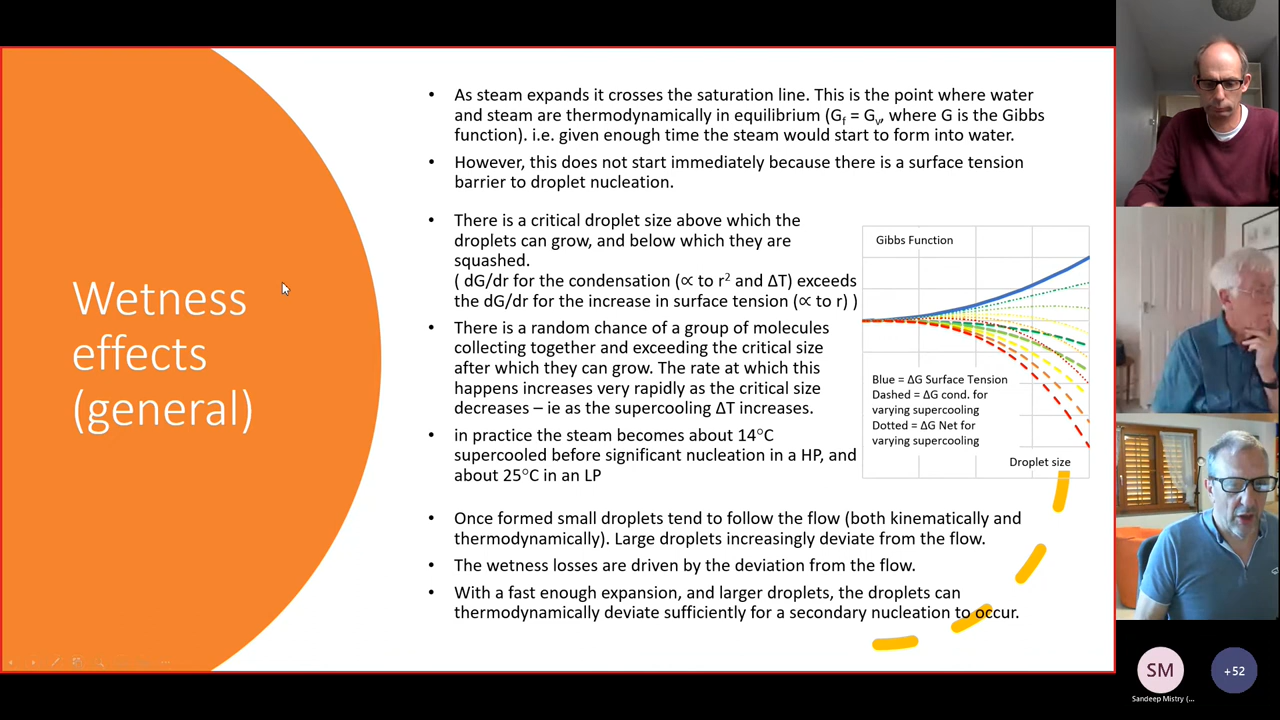 Wetness
effects
(general)
• As steam expands it crosses the saturation line. This is the point where water
and steam are thermodynamically in equilibrium (Gf = Gv, where G is the Gibbs
function). i.e. given enough time the steam would start to form into water.
• However, this does not start immediately because there is a surface tension
barrier to droplet nucleation.
• There is a critical droplet size above which the
droplets can grow, and below which they are
squashed.
( dG/dr for the condensation (∝ to r² and ΔT) exceeds
the dG/dr for the increase in surface tension (∝ to r) )
• There is a random chance of a group of molecules
collecting together and exceeding the critical size
after which they can grow. The rate at which this
happens increases very rapidly as the critical size
decreases – ie as the supercooling ΔT increases.
• in practice the steam becomes about 14°C
supercooled before significant nucleation in a HP, and
about 25°C in an LP
Gibbs Function
Blue = ΔG Surface Tension
Dashed = ΔG cond. for
varying supercooling
Dotted = ΔG Net for
varying supercooling
Droplet size
• Once formed small droplets tend to follow the flow (both kinematically and
thermodynamically). Large droplets increasingly deviate from the flow.
• The wetness losses are driven by the deviation from the flow.
• With a fast enough expansion, and larger droplets, the droplets can
thermodynamically deviate sufficiently for a secondary nucleation to occur.
SM
Sandeep Mistry (...
+52